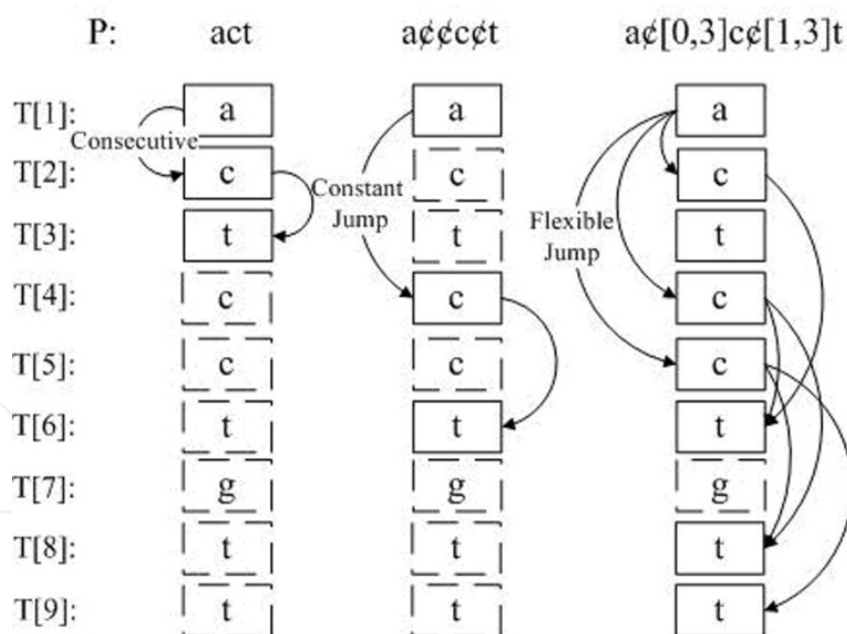 P: act a¢¢c¢t a¢[0,3]c¢[1,3]t
T[1]: a a a
Consecutive
T[2]: c c c
Constant
Jump
T[3]: t t t
Flexible
Jump
T[4]: c c c
T[5]: c c c
T[6]: t t t
T[7]: g g g
T[8]: t t t
T[9]: t t t